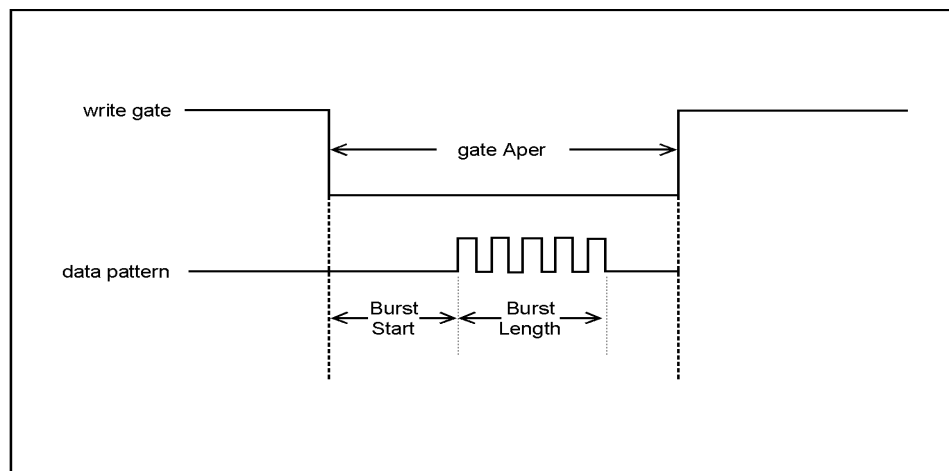 write gate
gate Aper
data pattern
Burst
Start
Burst
Length